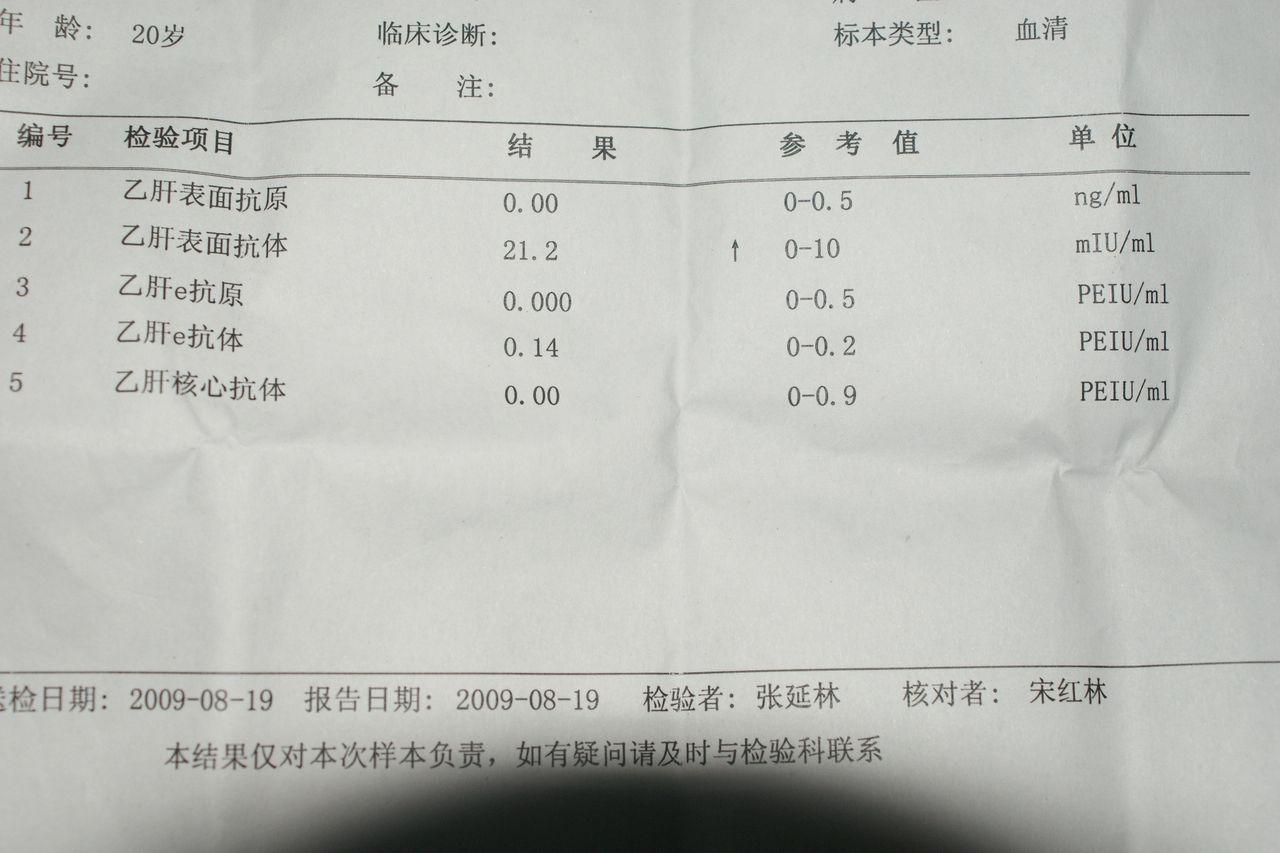 年 龄: 20岁 临床诊断: 标本类型: 血清
住院号: 备 注:
编号 检验项目 结 果 参 考 值 单 位
1 乙肝表面抗原 0.00 0-0.5 ng/ml
2 乙肝表面抗体 21.2 ↑ 0-10 mIU/ml
3 乙肝e抗原 0.000 0-0.5 PEIU/ml
4 乙肝e抗体 0.14 0-0.2 PEIU/ml
5 乙肝核心抗体 0.00 0-0.9 PEIU/ml
送检日期: 2009-08-19 报告日期: 2009-08-19 检验者: 张延林 核对者: 宋红林
本结果仅对本次样本负责, 如有疑问请及时与检验科联系